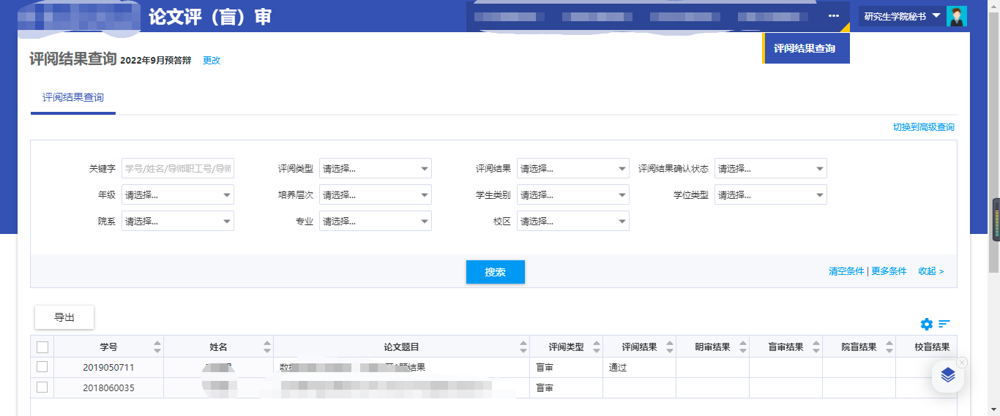 论文评（盲）审
•••
研究生学院秘书
评阅结果查询 2022年9月预答辩 更改
评阅结果查询
评阅结果查询
切换到高级查询
关键字 学号/姓名/导师职工号/导师 评阅类型 请选择... 评阅结果 请选择... 评阅结果确认状态 请选择...
年级 请选择... 培养层次 请选择... 学生类别 请选择... 学位类型 请选择...
院系 请选择... 专业 请选择... 校区 请选择...
搜索 清空条件 | 更多条件 收起 >
导出
学号 姓名 论文题目 评阅类型 评阅结果 明审结果 盲审结果 院盲结果 校盲结果
2019050711 数 题结果 盲审 通过
2018060035 盲审